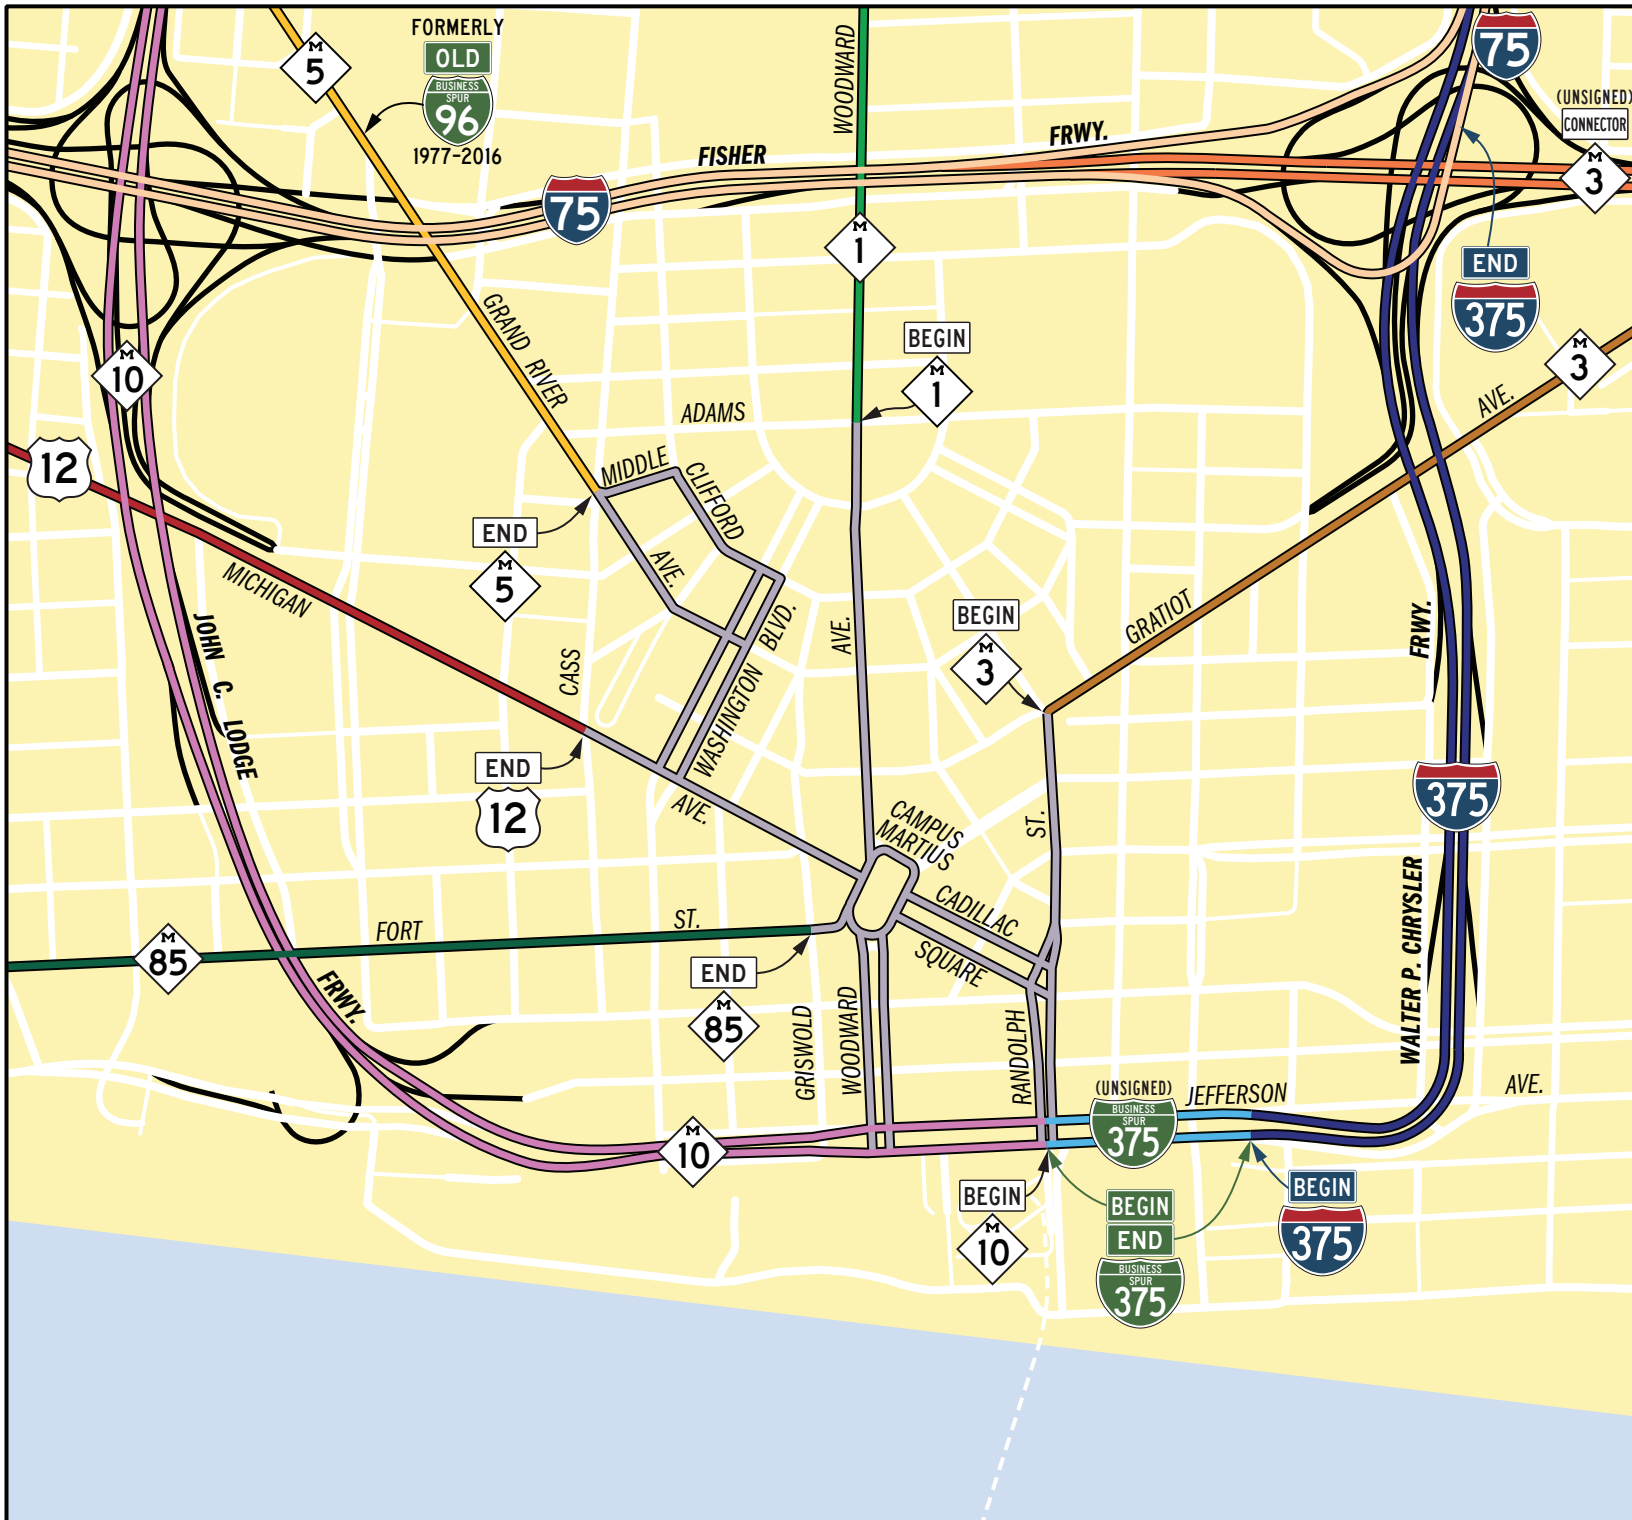 FORMERLY
OLD
BUSINESS
SPUR
96
1977-2016
M
5
WOODWARD
75
(UNSIGNED)
CONNECTOR
M
3
FISHER
FRWY.
75
M
1
END
375
GRAND RIVER
BEGIN
M
1
M
10
M
3
AVE.
ADAMS
12
MIDDLE
CLIFFORD
END
M
5
AVE.
MICHIGAN
JOHN C. LODGE
CASS
BLVD.
WASHINGTON
AVE.
BEGIN
M
3
GRATIOT
FRWY.
END
12
AVE.
375
ST.
CAMPUS
MARTIUS
CADILLAC
SQUARE
WALTER P. CHRYSLER
FORT
ST.
M
85
END
M
85
FRWY.
GRISWOLD
WOODWARD
RANDOLPH
(UNSIGNED)
BUSINESS
SPUR
375
JEFFERSON
AVE.
M
10
BEGIN
M
10
BEGIN
END
BUSINESS
SPUR
375
BEGIN
375